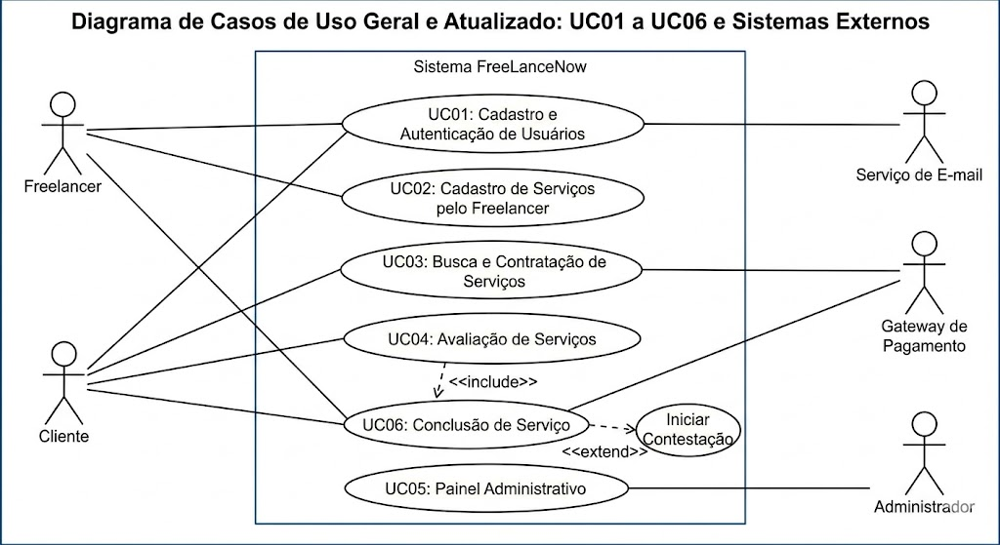 Diagrama de Casos de Uso Geral e Atualizado: UC01 a UC06 e Sistemas Externos
Sistema FreeLanceNow
Freelancer
Cliente
UC01: Cadastro e
Autenticação de Usuários
UC02: Cadastro de Serviços
pelo Freelancer
UC03: Busca e Contratação de
Serviços
UC04: Avaliação de Serviços
<<include>>
UC06: Conclusão de Serviço
<<extend>>
Iniciar
Contestação
UC05: Painel Administrativo
Serviço de E-mail
Gateway de
Pagamento
Administrador